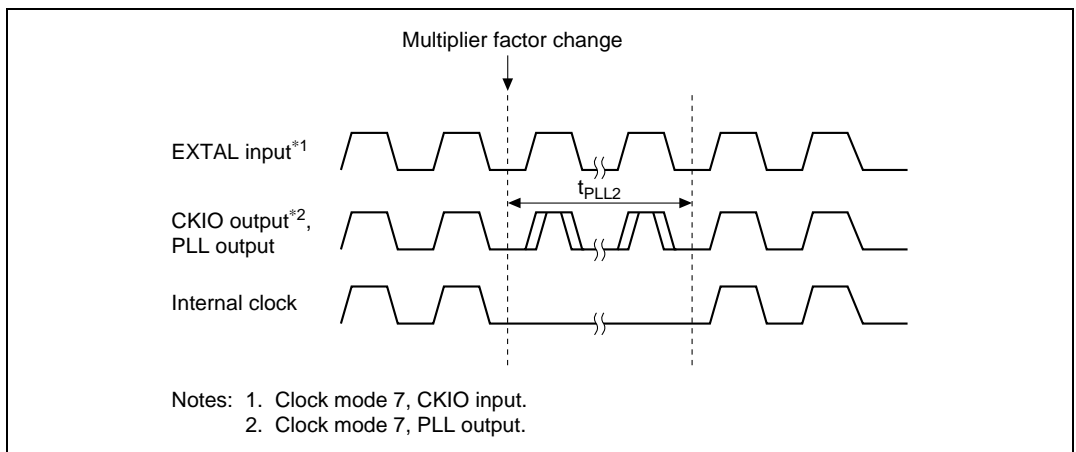 Multiplier factor change
EXTAL input*1
tPLL2
CKIO output*2,
PLL output
Internal clock
Notes: 1. Clock mode 7, CKIO input.
2. Clock mode 7, PLL output.